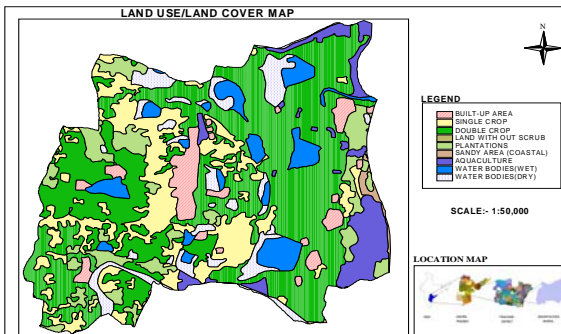 LAND USE/LAND COVER MAP
N
LEGEND
BUILT-UP AREA
SINGLE CROP
DOUBLE CROP
LAND WITH OUT SCRUB
PLANTATIONS
SANDY AREA (COASTAL)
AQUACULTURE
WATER BODIES(WET)
WATER BODIES(DRY)
SCALE:- 1:50,000
LOCATION MAP